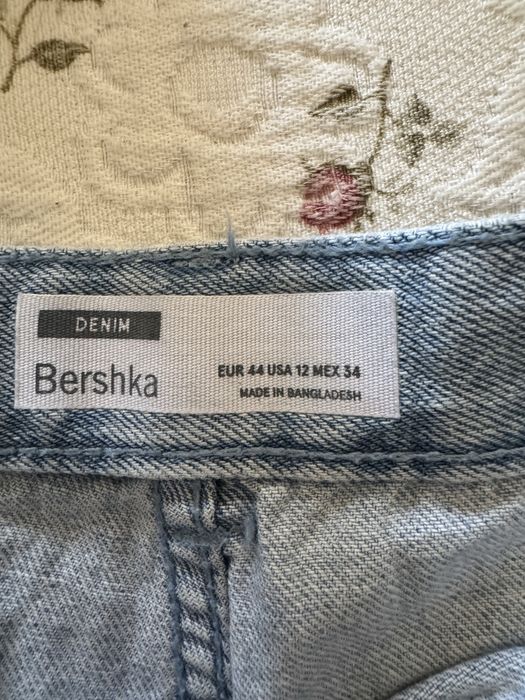 DENIM
Bershka
EUR 44 USA 12 MEX 34
MADE IN BANGLADESH